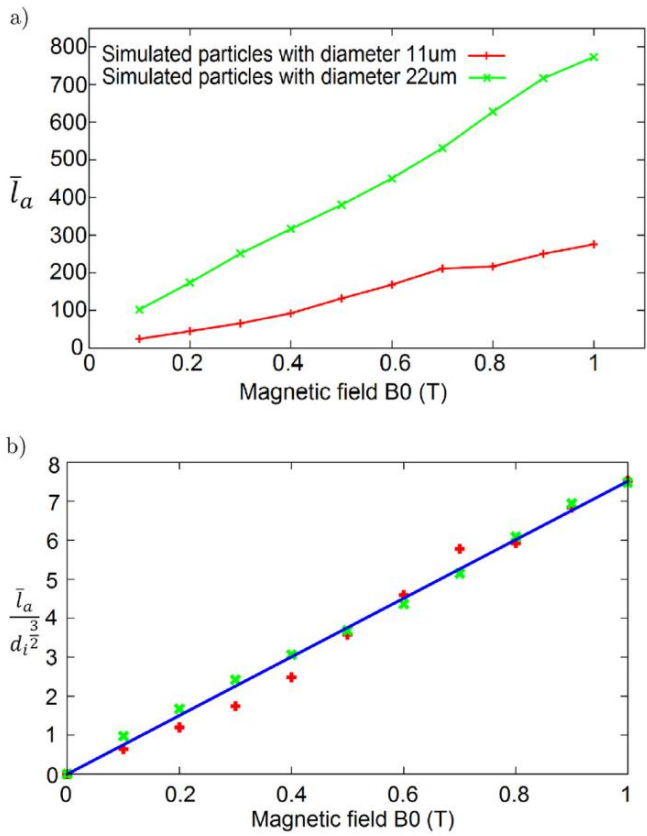 a)
800
700
600
500
400
300
200
100
0
l̄a
Simulated particles with diameter 11um
Simulated particles with diameter 22um
0 0.2 0.4 0.6 0.8 1
Magnetic field B0 (T)
b)
8
7
6
5
4
3
2
1
0
l̄a
di 3/2
0 0.2 0.4 0.6 0.8 1
Magnetic field B0 (T)